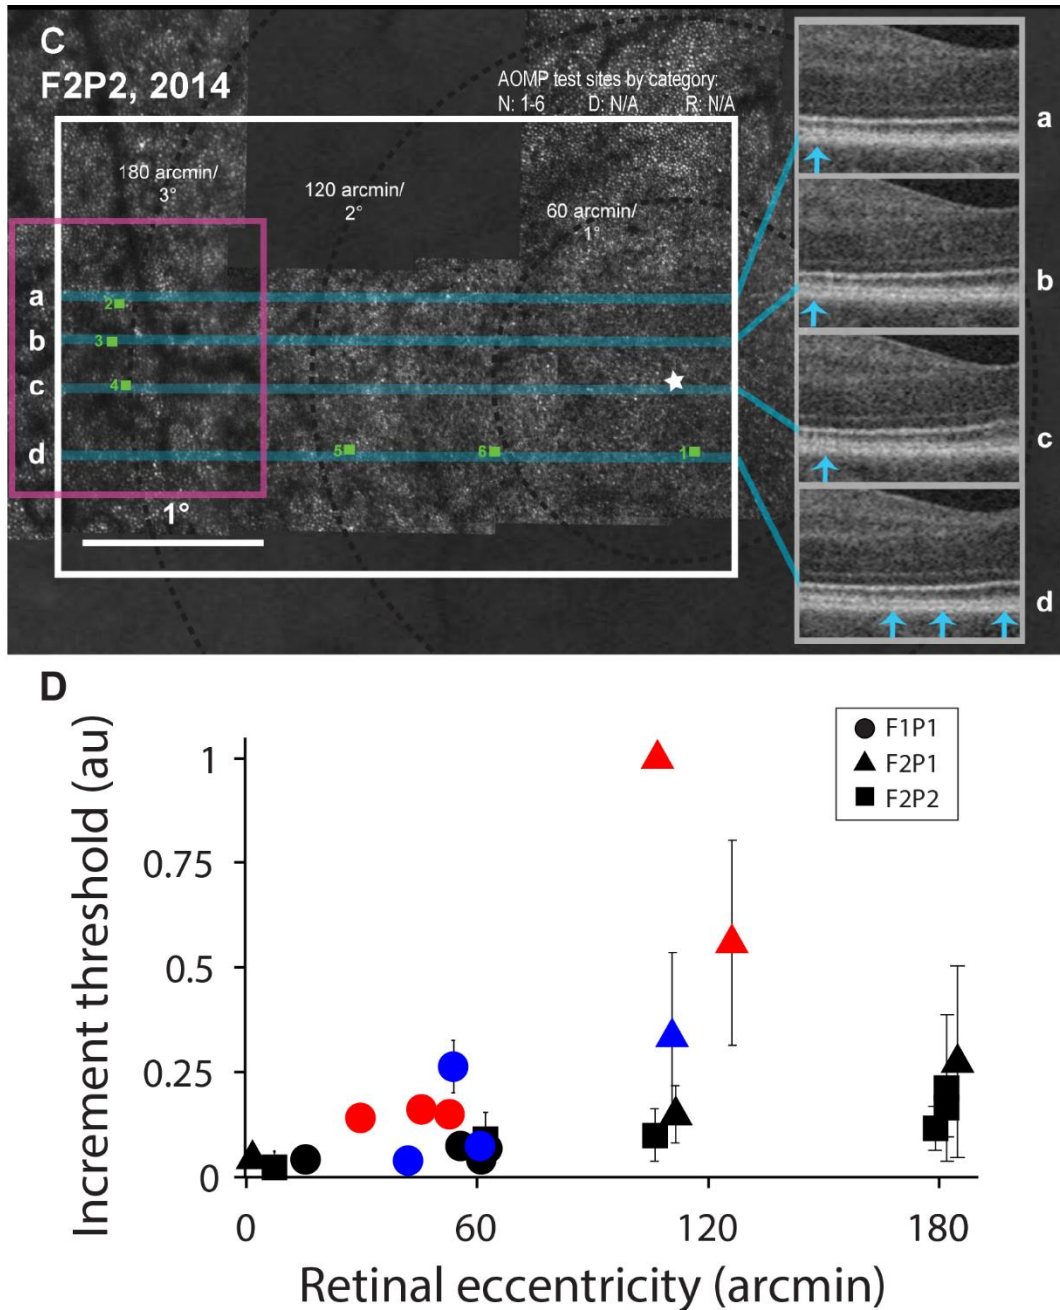 C
F2P2, 2014
AOMP test sites by category:
N: 1-6 D: N/A R: N/A
180 arcmin/
3°
120 arcmin/
2°
60 arcmin/
1°
a
2
b
3
c
4
d
5
6
1
1°
a
b
c
d
D
Increment threshold (au)
1
0.75
0.5
0.25
0
F1P1
F2P1
F2P2
0
60
120
180
Retinal eccentricity (arcmin)